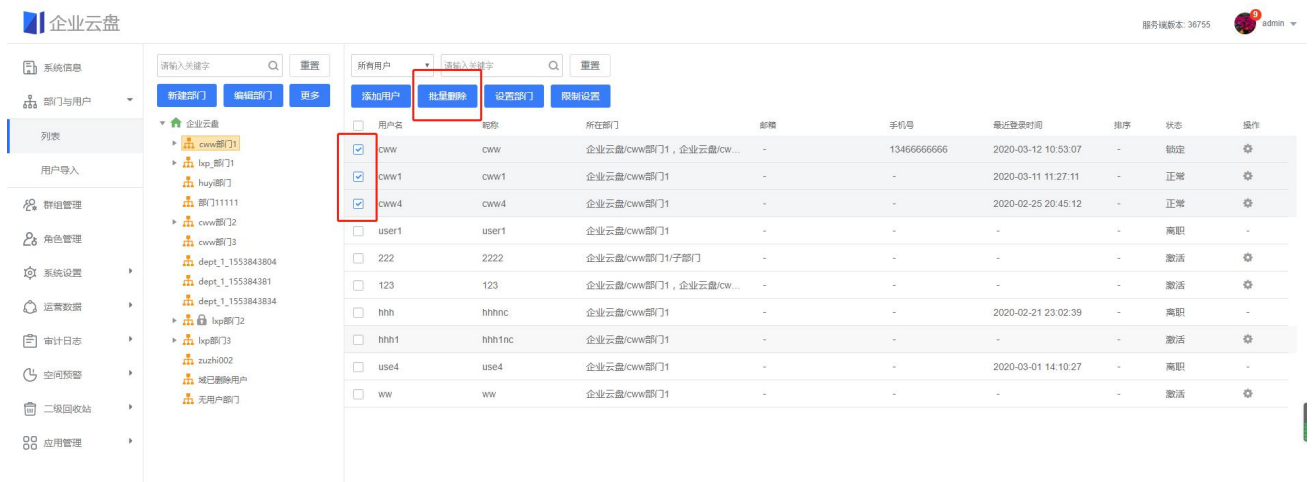 企业云盘
服务端版本: 36755
9
admin
系统信息
部门与用户
列表
用户导入
群组管理
角色管理
系统设置
运营数据
审计日志
空间预警
二级回收站
应用管理
请输入关键字 重置
新建部门 编辑部门 更多
企业云盘
cww部门1
lxp_部门1
huyi部门
部门11111
cww部门2
cww部门3
dept_1_1553843804
dept_1_155384381
dept_1_1553843834
lxp部门2
lxp部门3
zuzhi002
域已删除用户
无用户部门
所有用户 请输入关键字 重置
添加用户 批量删除 设置部门 限制设置
用户名 昵称 所在部门 邮箱 手机号 最近登录时间 排序 状态 操作
cww cww 企业云盘/cww部门1，企业云盘/cw... - 13466666666 2020-03-12 10:53:07 - 锁定
cww1 cww1 企业云盘/cww部门1 - - 2020-03-11 11:27:11 - 正常
cww4 cww4 企业云盘/cww部门1 - - 2020-02-25 20:45:12 - 正常
user1 user1 企业云盘/cww部门1 - - - - 离职 -
222 2222 企业云盘/cww部门1/子部门 - - - - 激活
123 123 企业云盘/cww部门1，企业云盘/cw... - - - - 激活
hhh hhhnc 企业云盘/cww部门1 - - 2020-02-21 23:02:39 - 离职 -
hhh1 hhh1nc 企业云盘/cww部门1 - - - - 激活
use4 use4 企业云盘/cww部门1 - - 2020-03-01 14:10:27 - 离职 -
ww ww 企业云盘/cww部门1 - - - - 激活